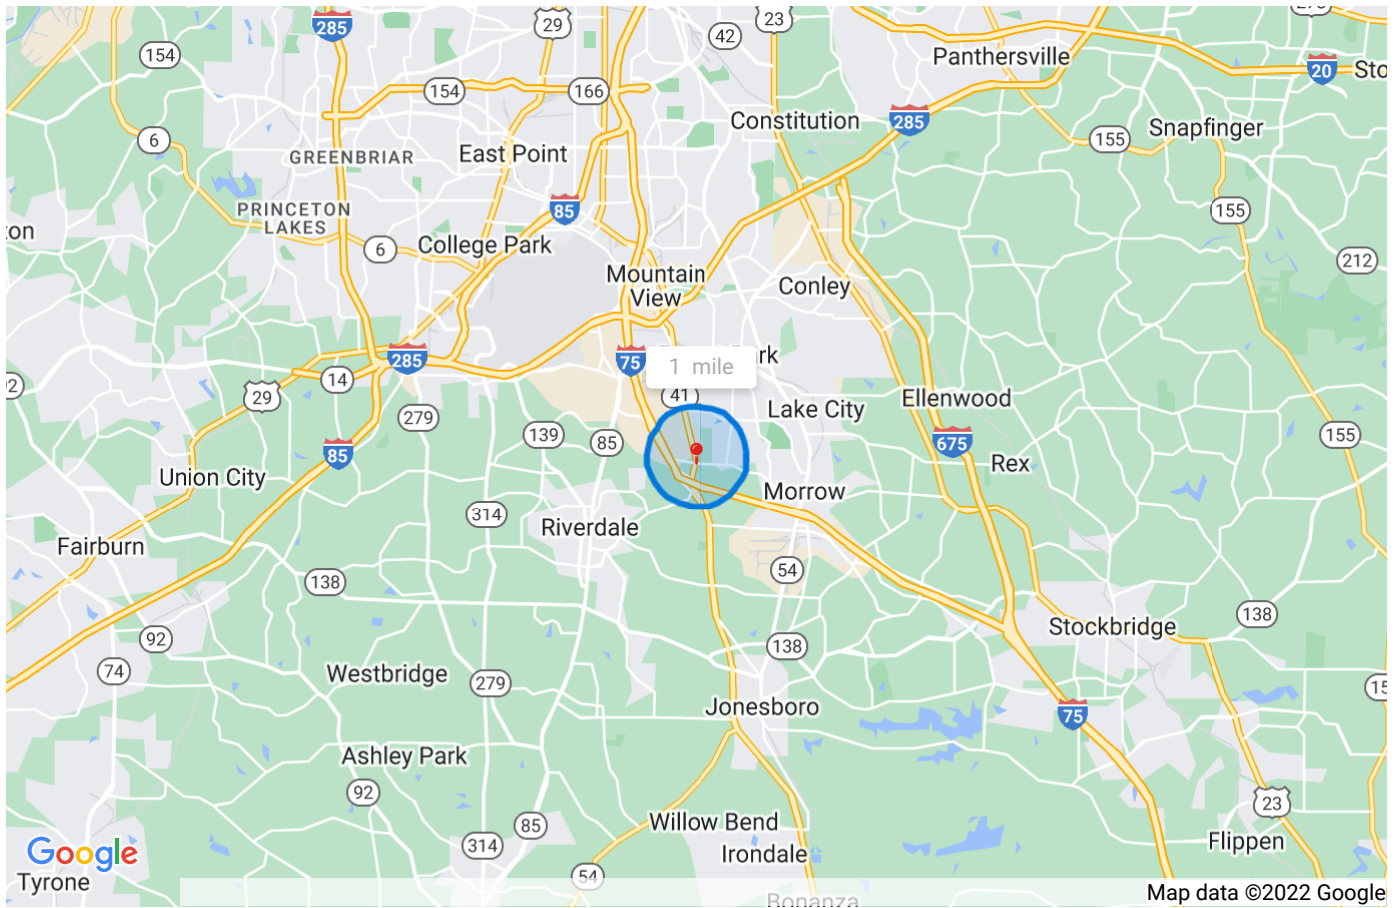 285
29
23
42
Panthersville
20
154
154
166
Constitution
285
155
Snapfinger
6
GREENBRIAR
East Point
85
PRINCETON
LAKES
155
6
College Park
212
Mountain
View
Conley
285
75
1 mile
14
29
41
Lake City
Ellenwood
279
139
85
675
155
85
Rex
Union City
Morrow
314
Riverdale
Fairburn
54
138
138
Stockbridge
92
138
74
Westbridge
279
Jonesboro
75
Ashley Park
92
23
85
Willow Bend
314
Irondale
Flippen
Google
Tyrone
54
Bonanza
Map data ©2022 Google